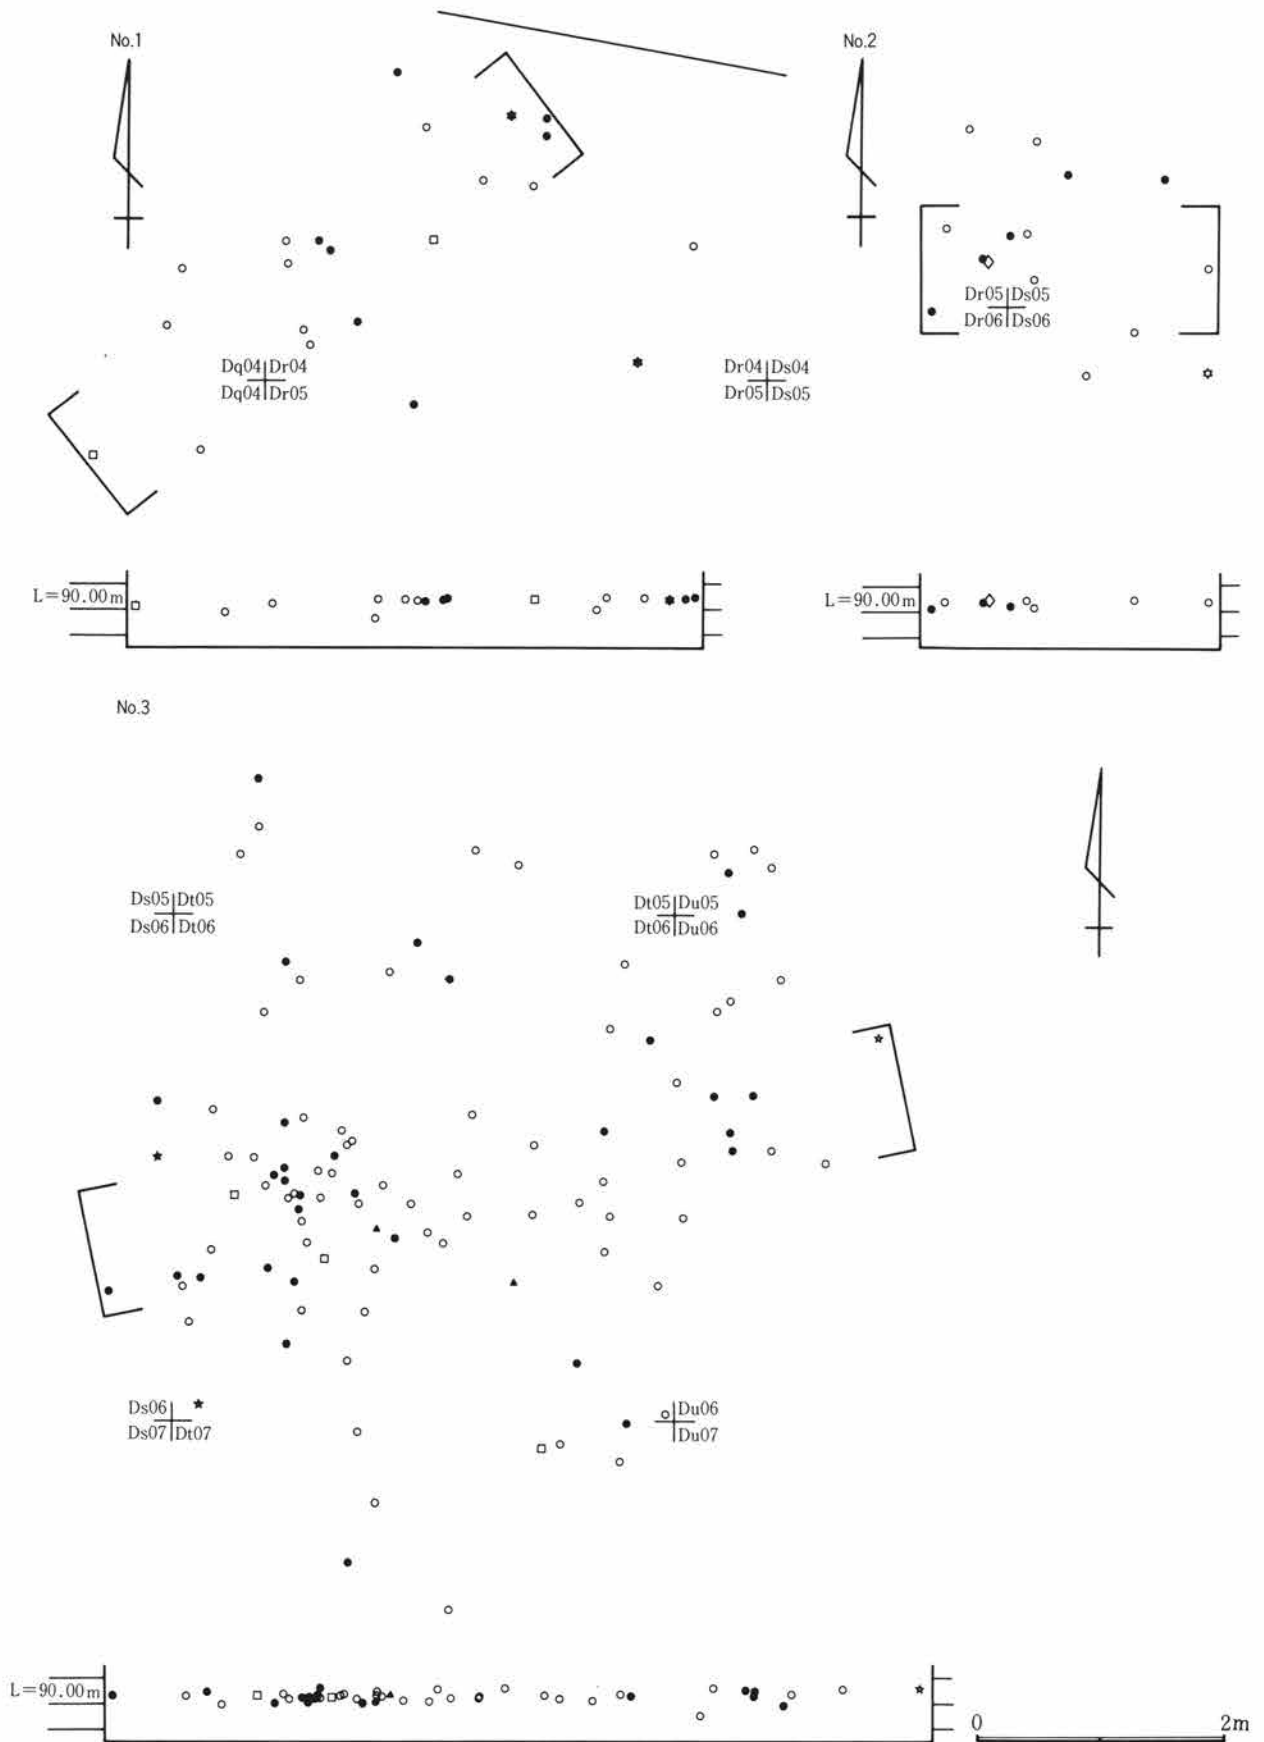 No.1
No.2
Dr05 Ds05
Dr06 Ds06
Dq04 Dr04
Dq04 Dr05
Dr04 Ds04
Dr05 Ds05
L=90.00m
L=90.00m
No.3
Ds05 Dt05
Ds06 Dt06
Dt05 Du05
Dt06 Du06
Ds06
Ds07 Dt07
Du06
Du07
L=90.00m
0 2m